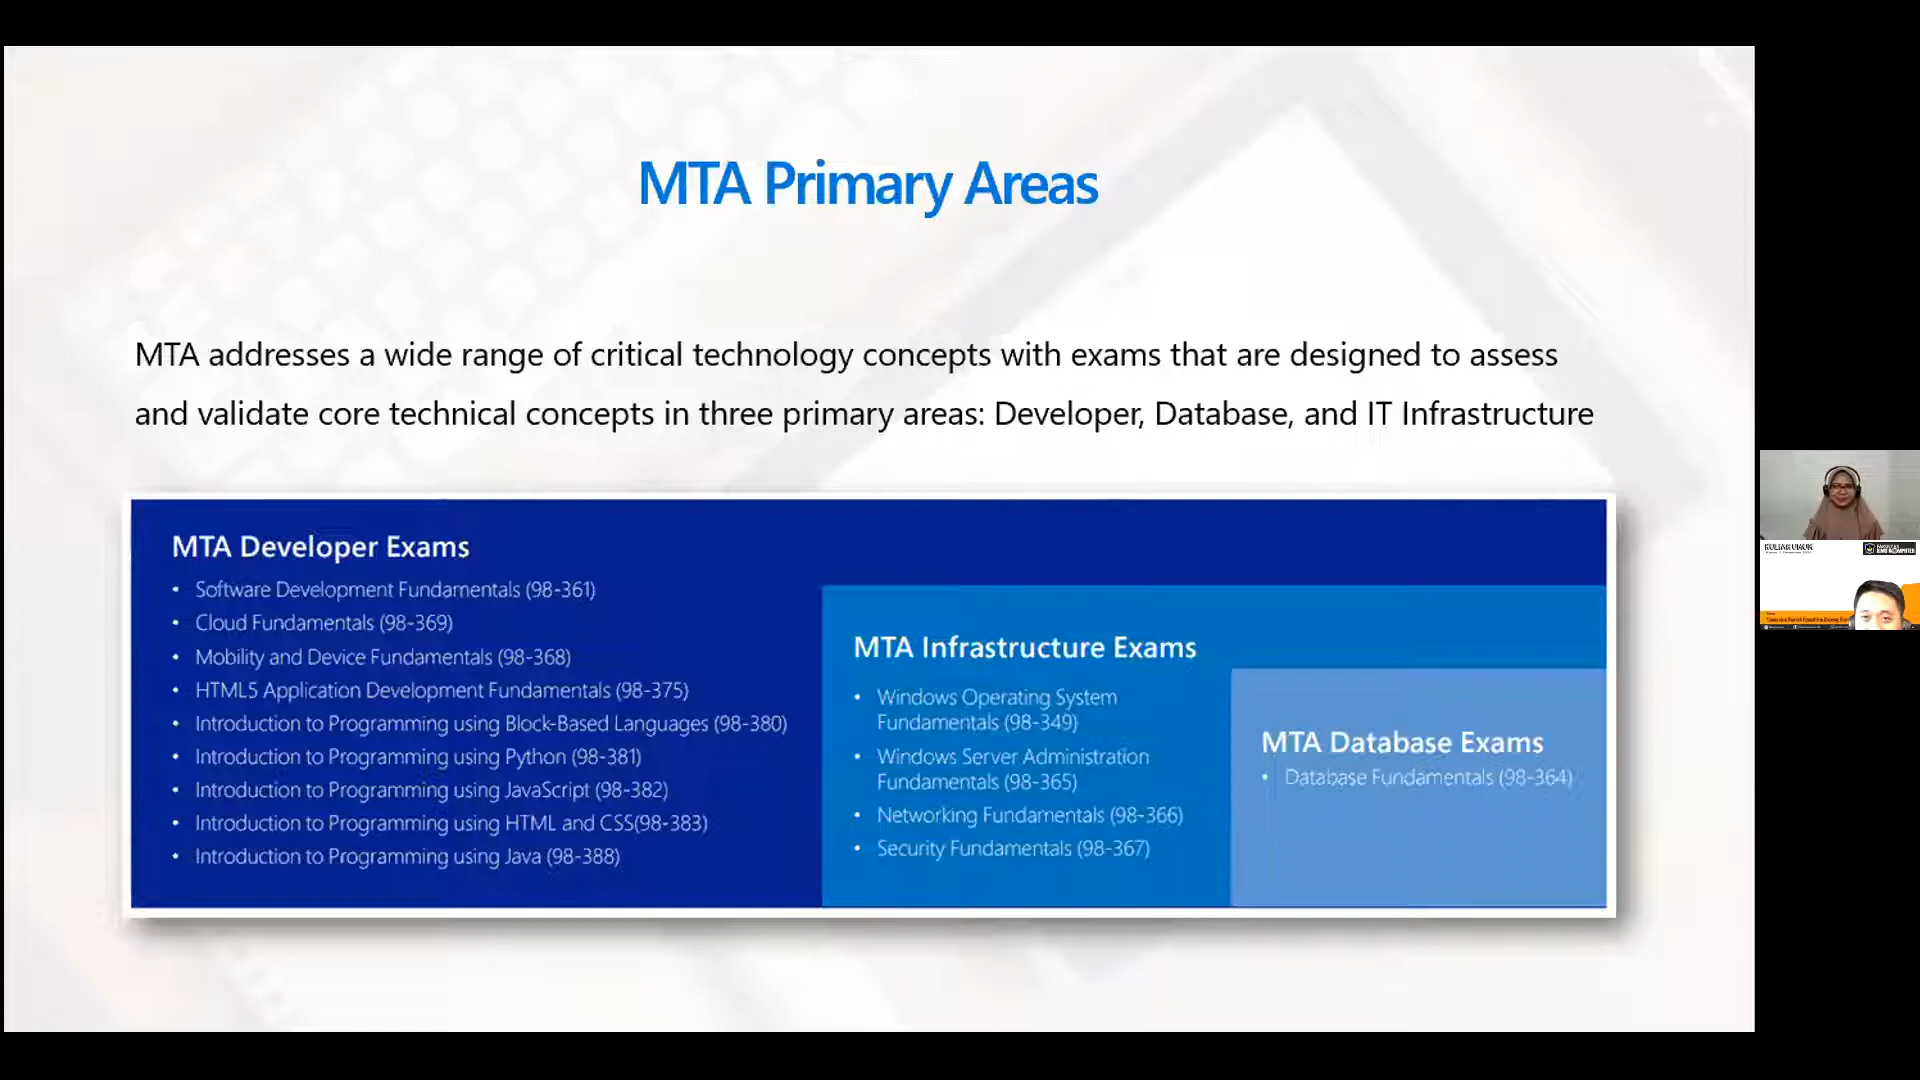 MTA Primary Areas
MTA addresses a wide range of critical technology concepts with exams that are designed to assess
and validate core technical concepts in three primary areas: Developer, Database, and IT Infrastructure
MTA Developer Exams
• Software Development Fundamentals (98-361)
• Cloud Fundamentals (98-369)
• Mobility and Device Fundamentals (98-368)
• HTML5 Application Development Fundamentals (98-375)
• Introduction to Programming using Block-Based Languages (98-380)
• Introduction to Programming using Python (98-381)
• Introduction to Programming using JavaScript (98-382)
• Introduction to Programming using HTML and CSS(98-383)
• Introduction to Programming using Java (98-388)
MTA Infrastructure Exams
• Windows Operating System
Fundamentals (98-349)
• Windows Server Administration
Fundamentals (98-365)
• Networking Fundamentals (98-366)
• Security Fundamentals (98-367)
MTA Database Exams
• Database Fundamentals (98-364)
KULIAH UMUM
FAKULTAS
ILMU KOMPUTER